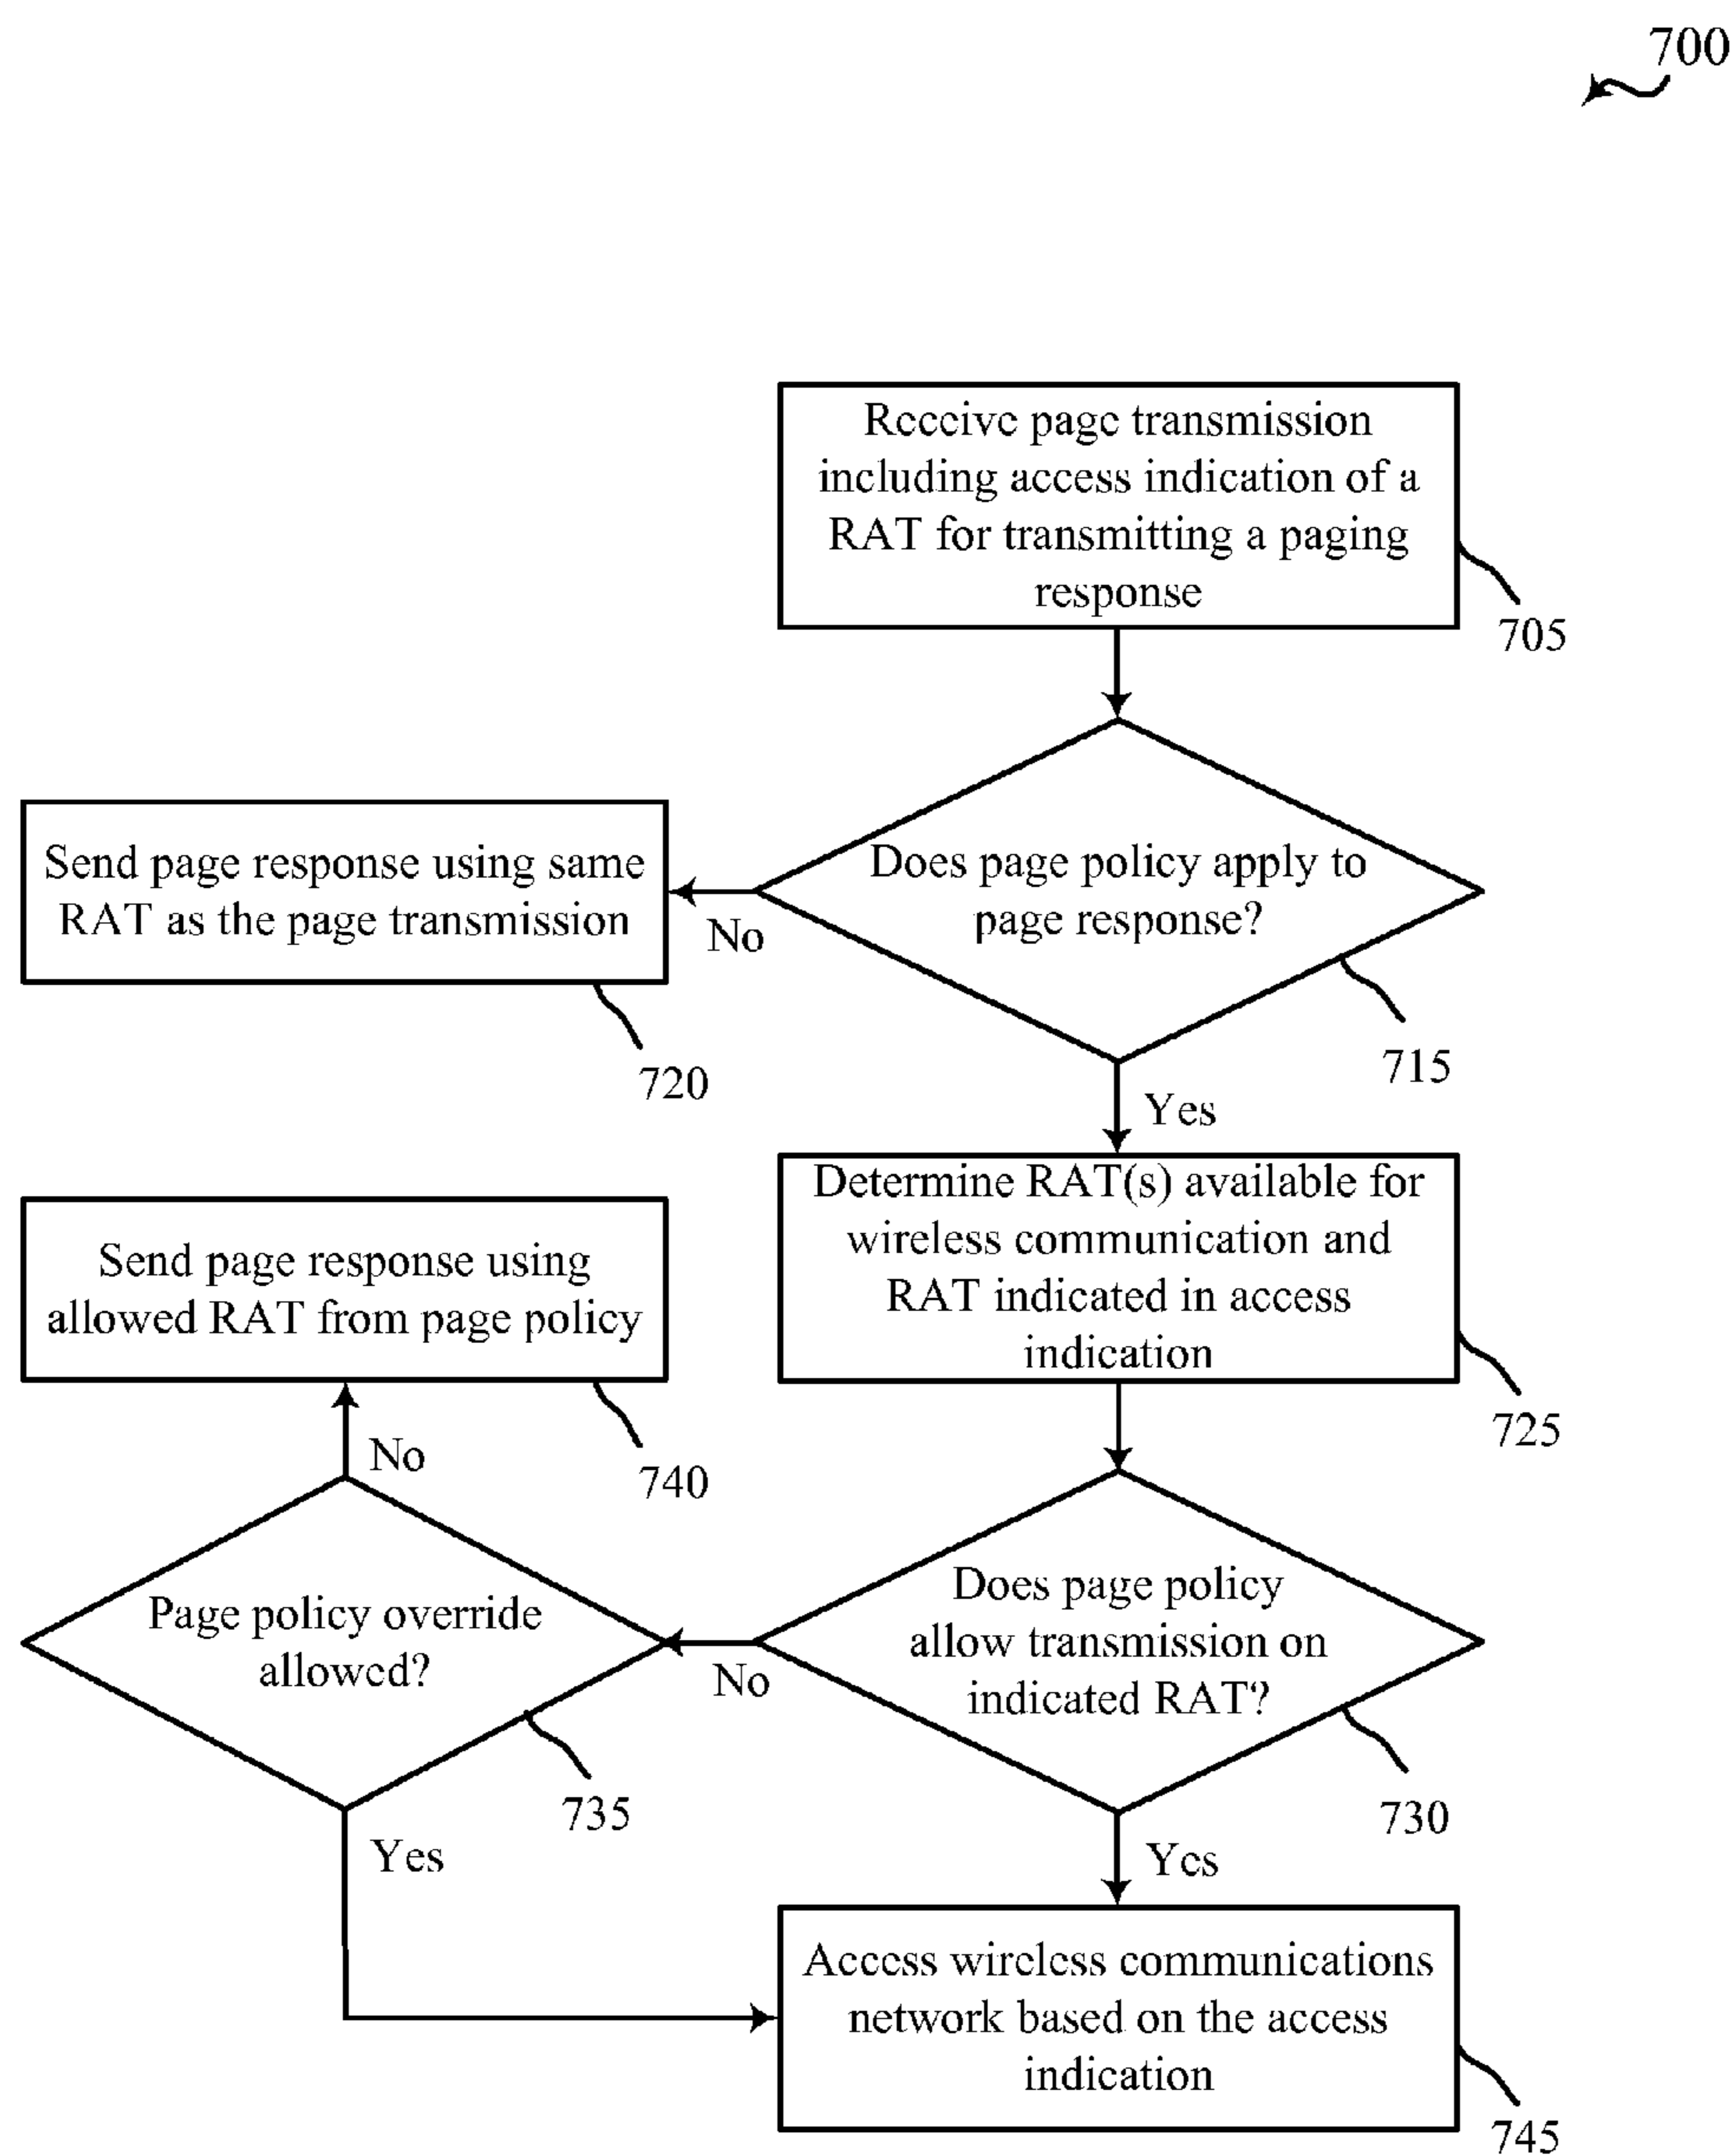 700
Receive page transmission
including access indication of a
RAT for transmitting a paging
response
705
Does page policy apply to
page response?
715
No
Send page response using same
RAT as the page transmission
720
Yes
Determine RAT(s) available for
wireless communication and
RAT indicated in access
indication
725
Does page policy
allow transmission on
indicated RAT?
730
No
Page policy override
allowed?
735
No
Send page response using
allowed RAT from page policy
740
Yes
Yes
Access wireless communications
network based on the access
indication
745